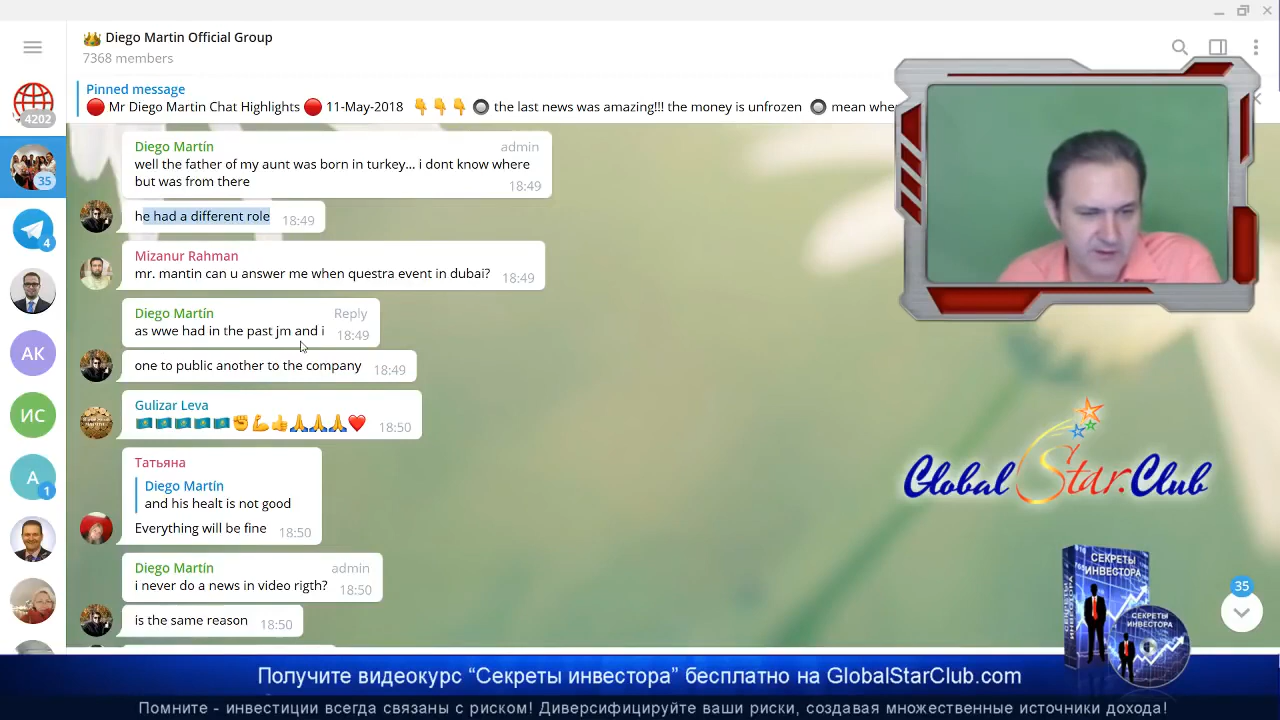 👑 Diego Martin Official Group
7368 members
Pinned message
🔴 Mr Diego Martin Chat Highlights 🔴 11-May-2018 👇👇👇 🔘 the last news was amazing!!! the money is unfrozen 🔘 mean
4202
35
4
АК
ИС
А
1
Diego Martín admin
well the father of my aunt was born in turkey... i dont know where
but was from there 18:49
he had a different role 18:49
Mizanur Rahman
mr. mantin can u answer me when questra event in dubai? 18:49
Diego Martín Reply
as wwe had in the past jm and i 18:49
one to public another to the company 18:49
Gulizar Leva
🇰🇿🇰🇿🇰🇿🇰🇿🇰🇿✊💪👍🙏🙏🙏❤️ 18:50
Татьяна
Diego Martín
and his healt is not good
Everything will be fine 18:50
Diego Martín admin
i never do a news in video rigth? 18:50
is the same reason 18:50
Global Star.Club
СЕКРЕТЫ
ИНВЕСТОРА
СЕКРЕТЫ
ИНВЕСТОРА
35
Получите видеокурс “Секреты инвестора” бесплатно на GlobalStarClub.com
Помните - инвестиции всегда связаны с риском! Диверсифицируйте ваши риски, создавая множественные источники дохода!